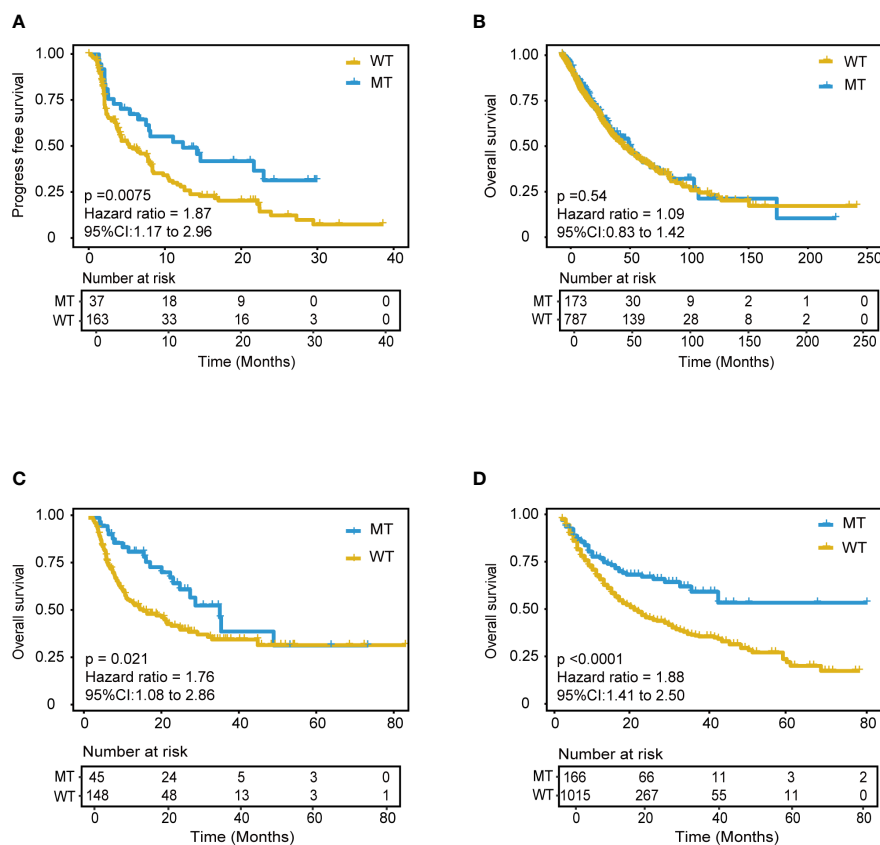 A
Progress free survival
1.00
0.75
0.50
0.25
0
WT
MT
p =0.0075
Hazard ratio = 1.87
95%CI:1.17 to 2.96
0 10 20 30 40
Number at risk
MT 37 18 9 0 0
WT 163 33 16 3 0
0 10 20 30 40
Time (Months)
B
Overall survival
1.00
0.75
0.50
0.25
0
WT
MT
p =0.54
Hazard ratio = 1.09
95%CI:0.83 to 1.42
0 50 100 150 200 250
Number at risk
MT 173 30 9 2 1 0
WT 787 139 28 8 2 0
0 50 100 150 200 250
Time (Months)
C
Overall survival
1.00
0.75
0.50
0.25
0
MT
WT
p = 0.021
Hazard ratio = 1.76
95%CI:1.08 to 2.86
0 20 40 60 80
Number at risk
MT 45 24 5 3 0
WT 148 48 13 3 1
0 20 40 60 80
Time (Months)
D
Overall survival
1.00
0.75
0.50
0.25
0
MT
WT
p <0.0001
Hazard ratio = 1.88
95%CI:1.41 to 2.50
0 20 40 60 80
Number at risk
MT 166 66 11 3 2
WT 1015 267 55 11 0
0 20 40 60 80
Time (Months)